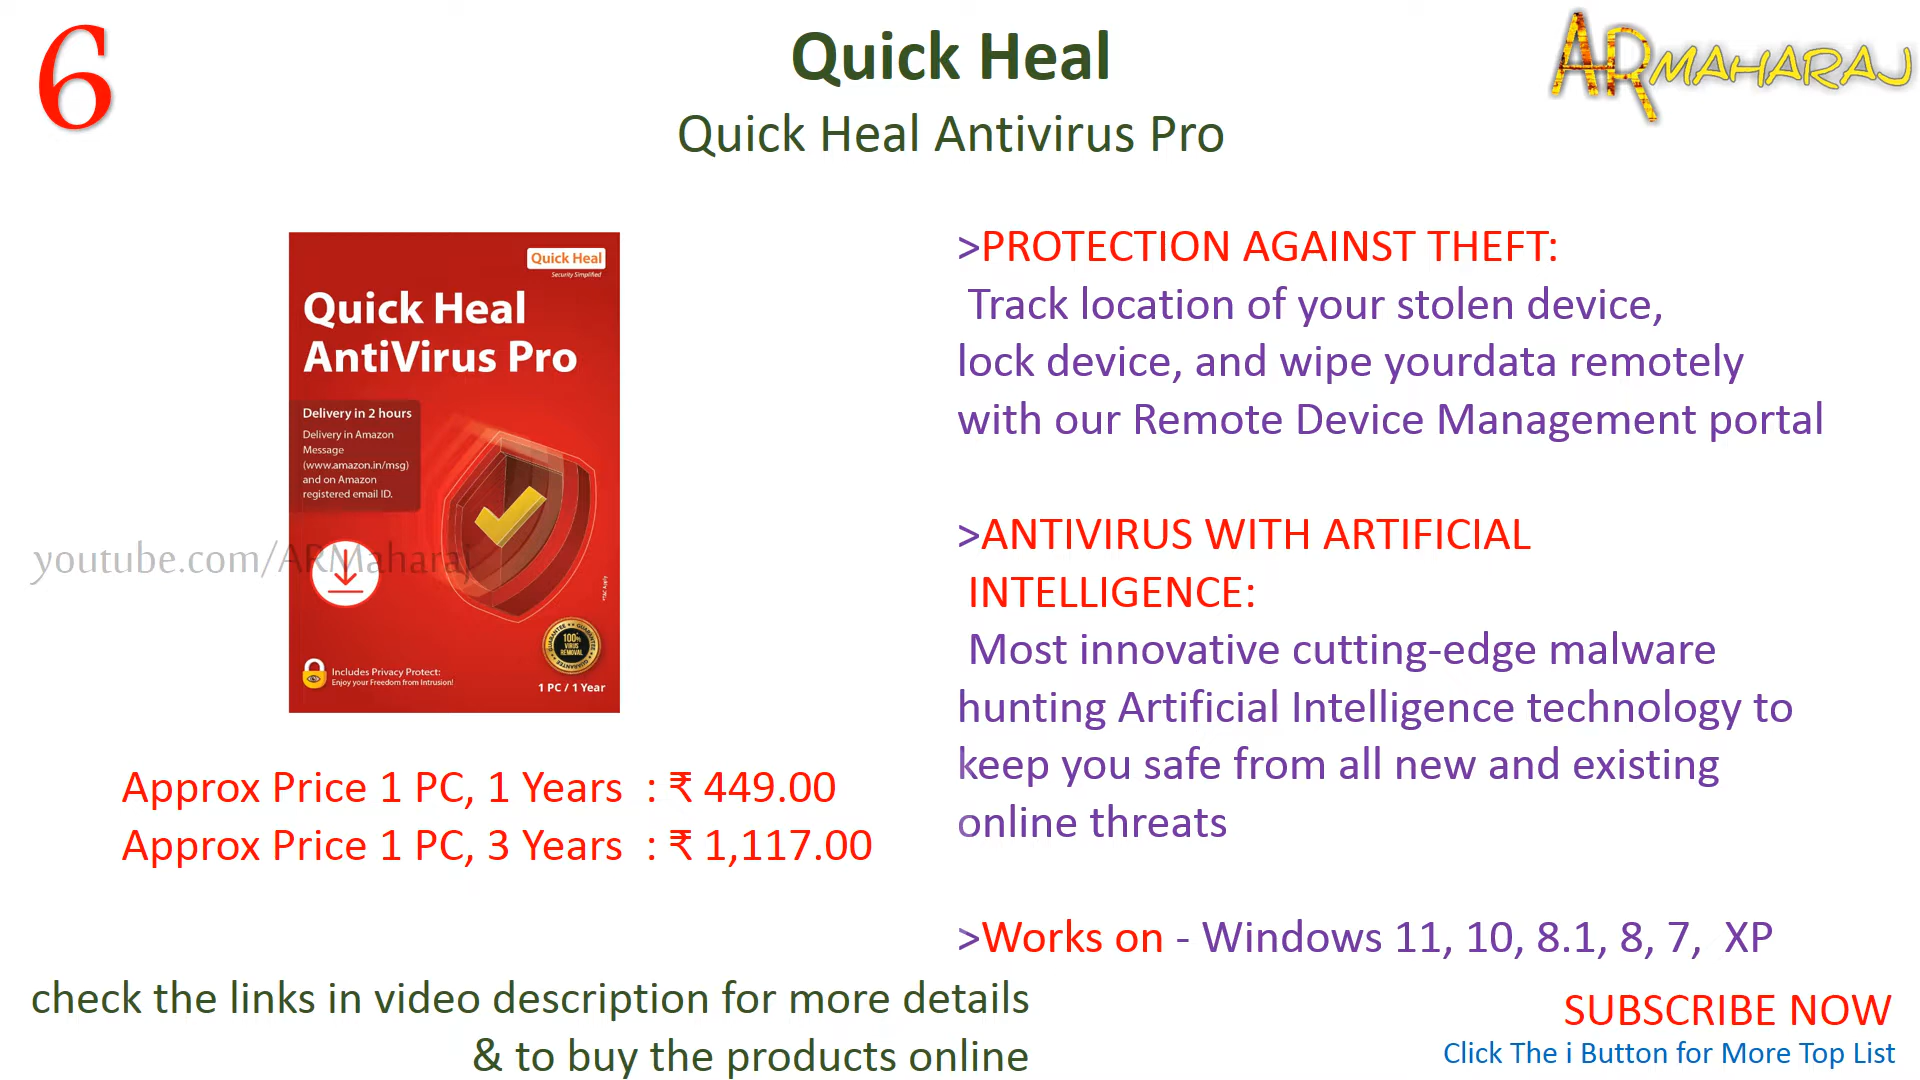 6
Quick Heal
Quick Heal Antivirus Pro
ARMAHARAJ
Quick Heal
Security Simplified
Quick Heal
AntiVirus Pro
Delivery in 2 hours
Delivery in Amazon
Message
(www.amazon.in/msg)
and on Amazon
registered email ID.
youtube.com/ARMaharaj
*T&C Apply
100%
VIRUS
REMOVAL
Includes Privacy Protect:
Enjoy your Freedom from Intrusion!
1 PC / 1 Year
Approx Price 1 PC, 1 Years : ₹ 449.00
Approx Price 1 PC, 3 Years : ₹ 1,117.00
>PROTECTION AGAINST THEFT:
Track location of your stolen device,
lock device, and wipe yourdata remotely
with our Remote Device Management portal
>ANTIVIRUS WITH ARTIFICIAL
INTELLIGENCE:
Most innovative cutting-edge malware
hunting Artificial Intelligence technology to
keep you safe from all new and existing
online threats
>Works on - Windows 11, 10, 8.1, 8, 7, XP
check the links in video description for more details
& to buy the products online
SUBSCRIBE NOW
Click The i Button for More Top List